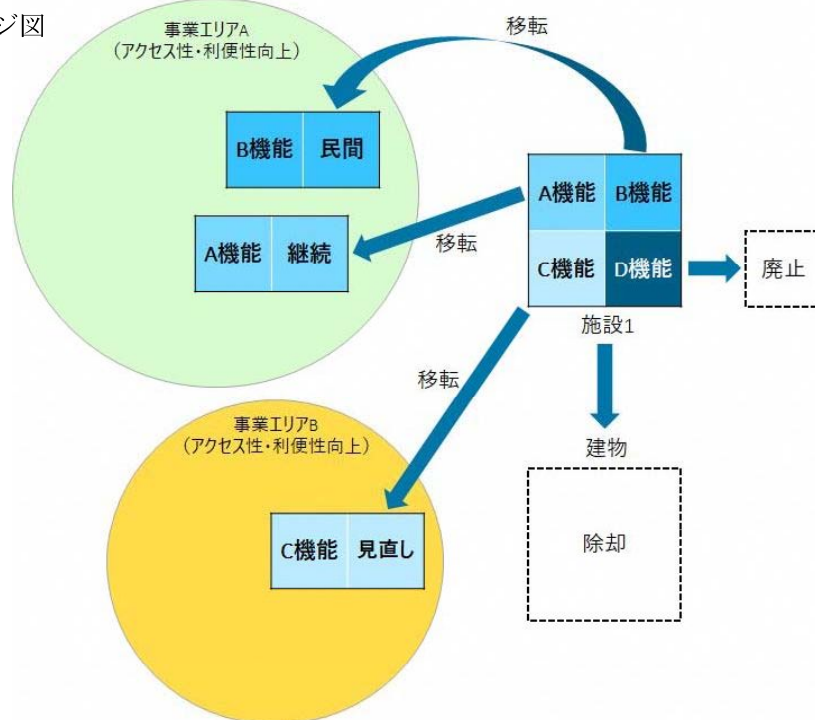 ジ図
事業エリアA
（アクセス性・利便性向上）
移転
B機能 民間
A機能 B機能
A機能 継続
移転
C機能 D機能
廃止
施設1
移転
事業エリアB
（アクセス性・利便性向上）
建物
C機能 見直し
除却